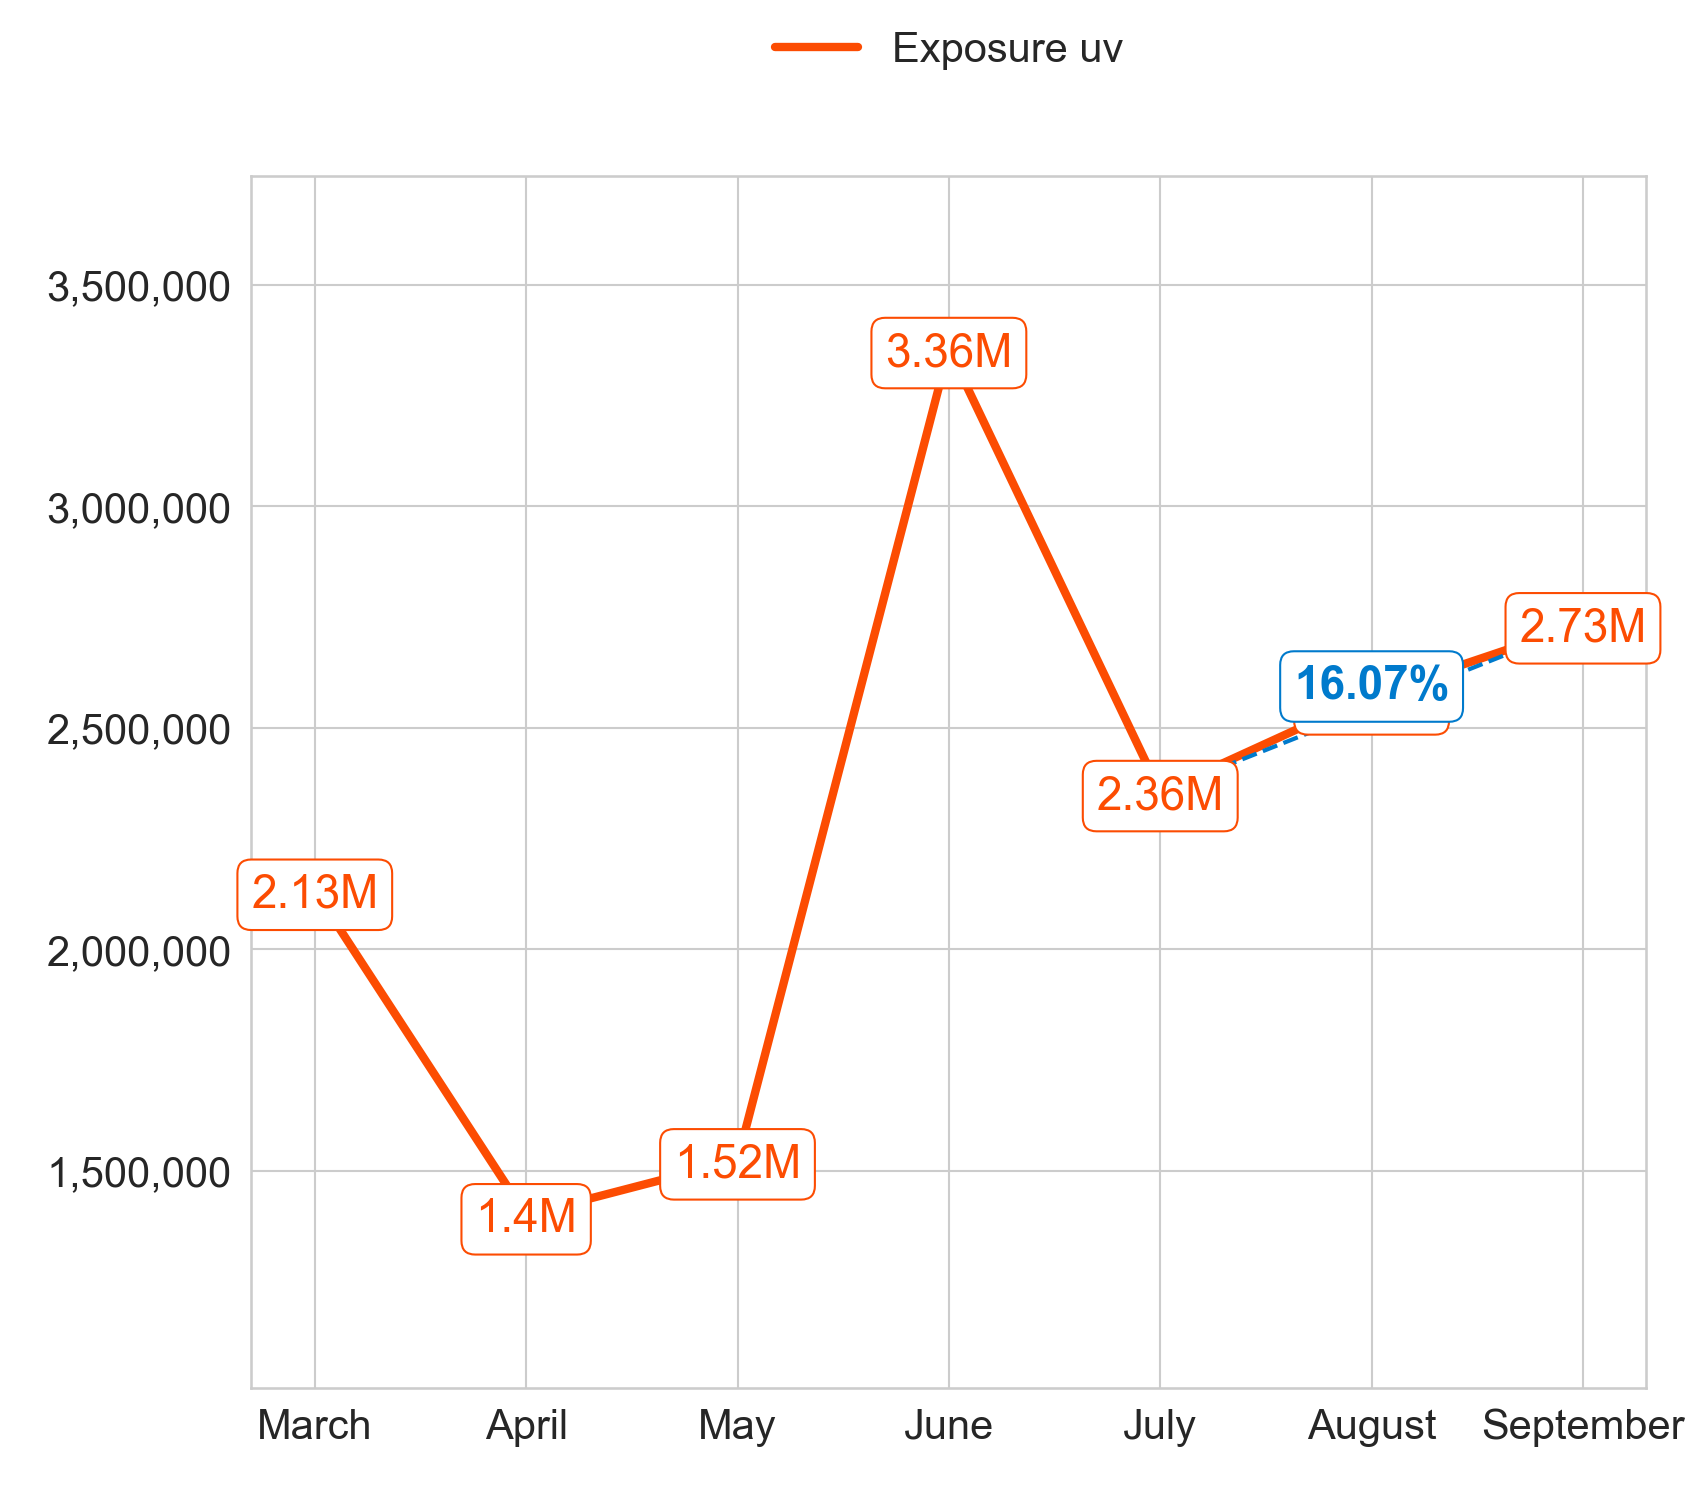 Exposure uv
3,500,000
3,000,000
2,500,000
2,000,000
1,500,000
2.13M
1.4M
1.52M
3.36M
2.36M
16.07%
2.73M
March
April
May
June
July
August
September